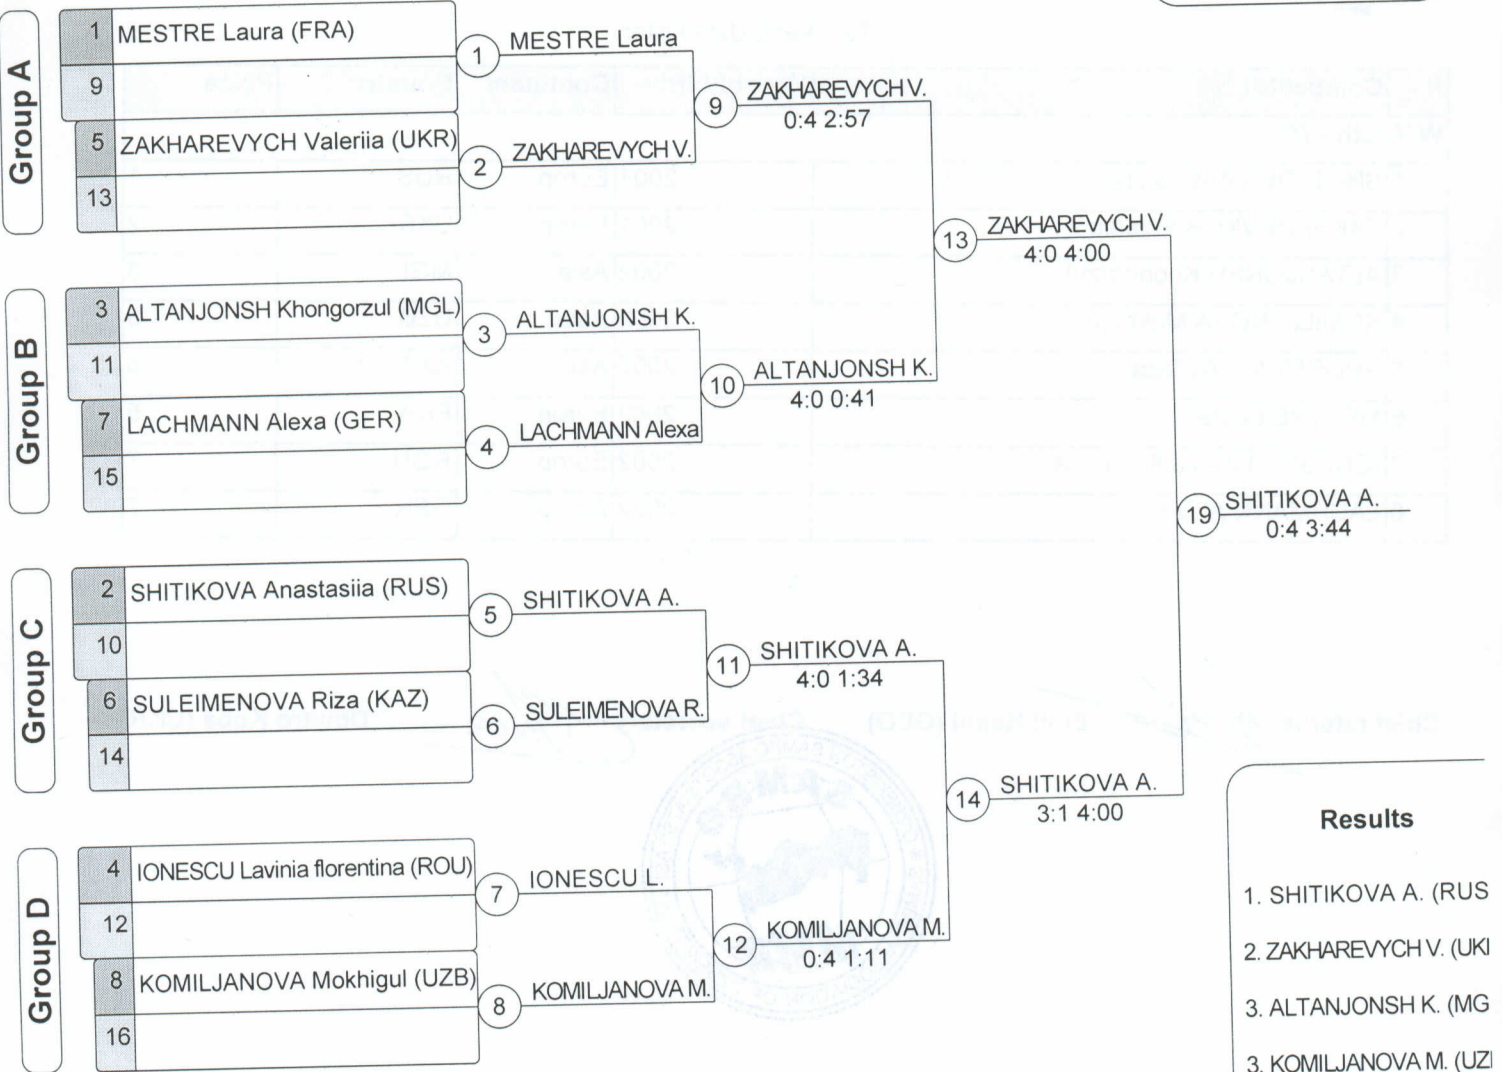 Group A
1 MESTRE Laura (FRA)
9
5 ZAKHAREVYCH Valeriia (UKR)
13
Group B
3 ALTANJONSH Khongorzul (MGL)
11
7 LACHMANN Alexa (GER)
15
Group C
2 SHITIKOVA Anastasiia (RUS)
10
6 SULEIMENOVA Riza (KAZ)
14
Group D
4 IONESCU Lavinia florentina (ROU)
12
8 KOMILJANOVA Mokhigul (UZB)
16
1 MESTRE Laura
2 ZAKHAREVYCH V.
3 ALTANJONSH K.
4 LACHMANN Alexa
5 SHITIKOVA A.
6 SULEIMENOVA R.
7 IONESCU L.
8 KOMILJANOVA M.
9 ZAKHAREVYCH V.
0:4 2:57
10 ALTANJONSH K.
4:0 0:41
11 SHITIKOVA A.
4:0 1:34
12 KOMILJANOVA M.
0:4 1:11
13 ZAKHAREVYCH V.
4:0 4:00
14 SHITIKOVA A.
3:1 4:00
19 SHITIKOVA A.
0:4 3:44
Results
1. SHITIKOVA A. (RUS
2. ZAKHAREVYCH V. (UK
3. ALTANJONSH K. (MG
3. KOMILJANOVA M. (UZ